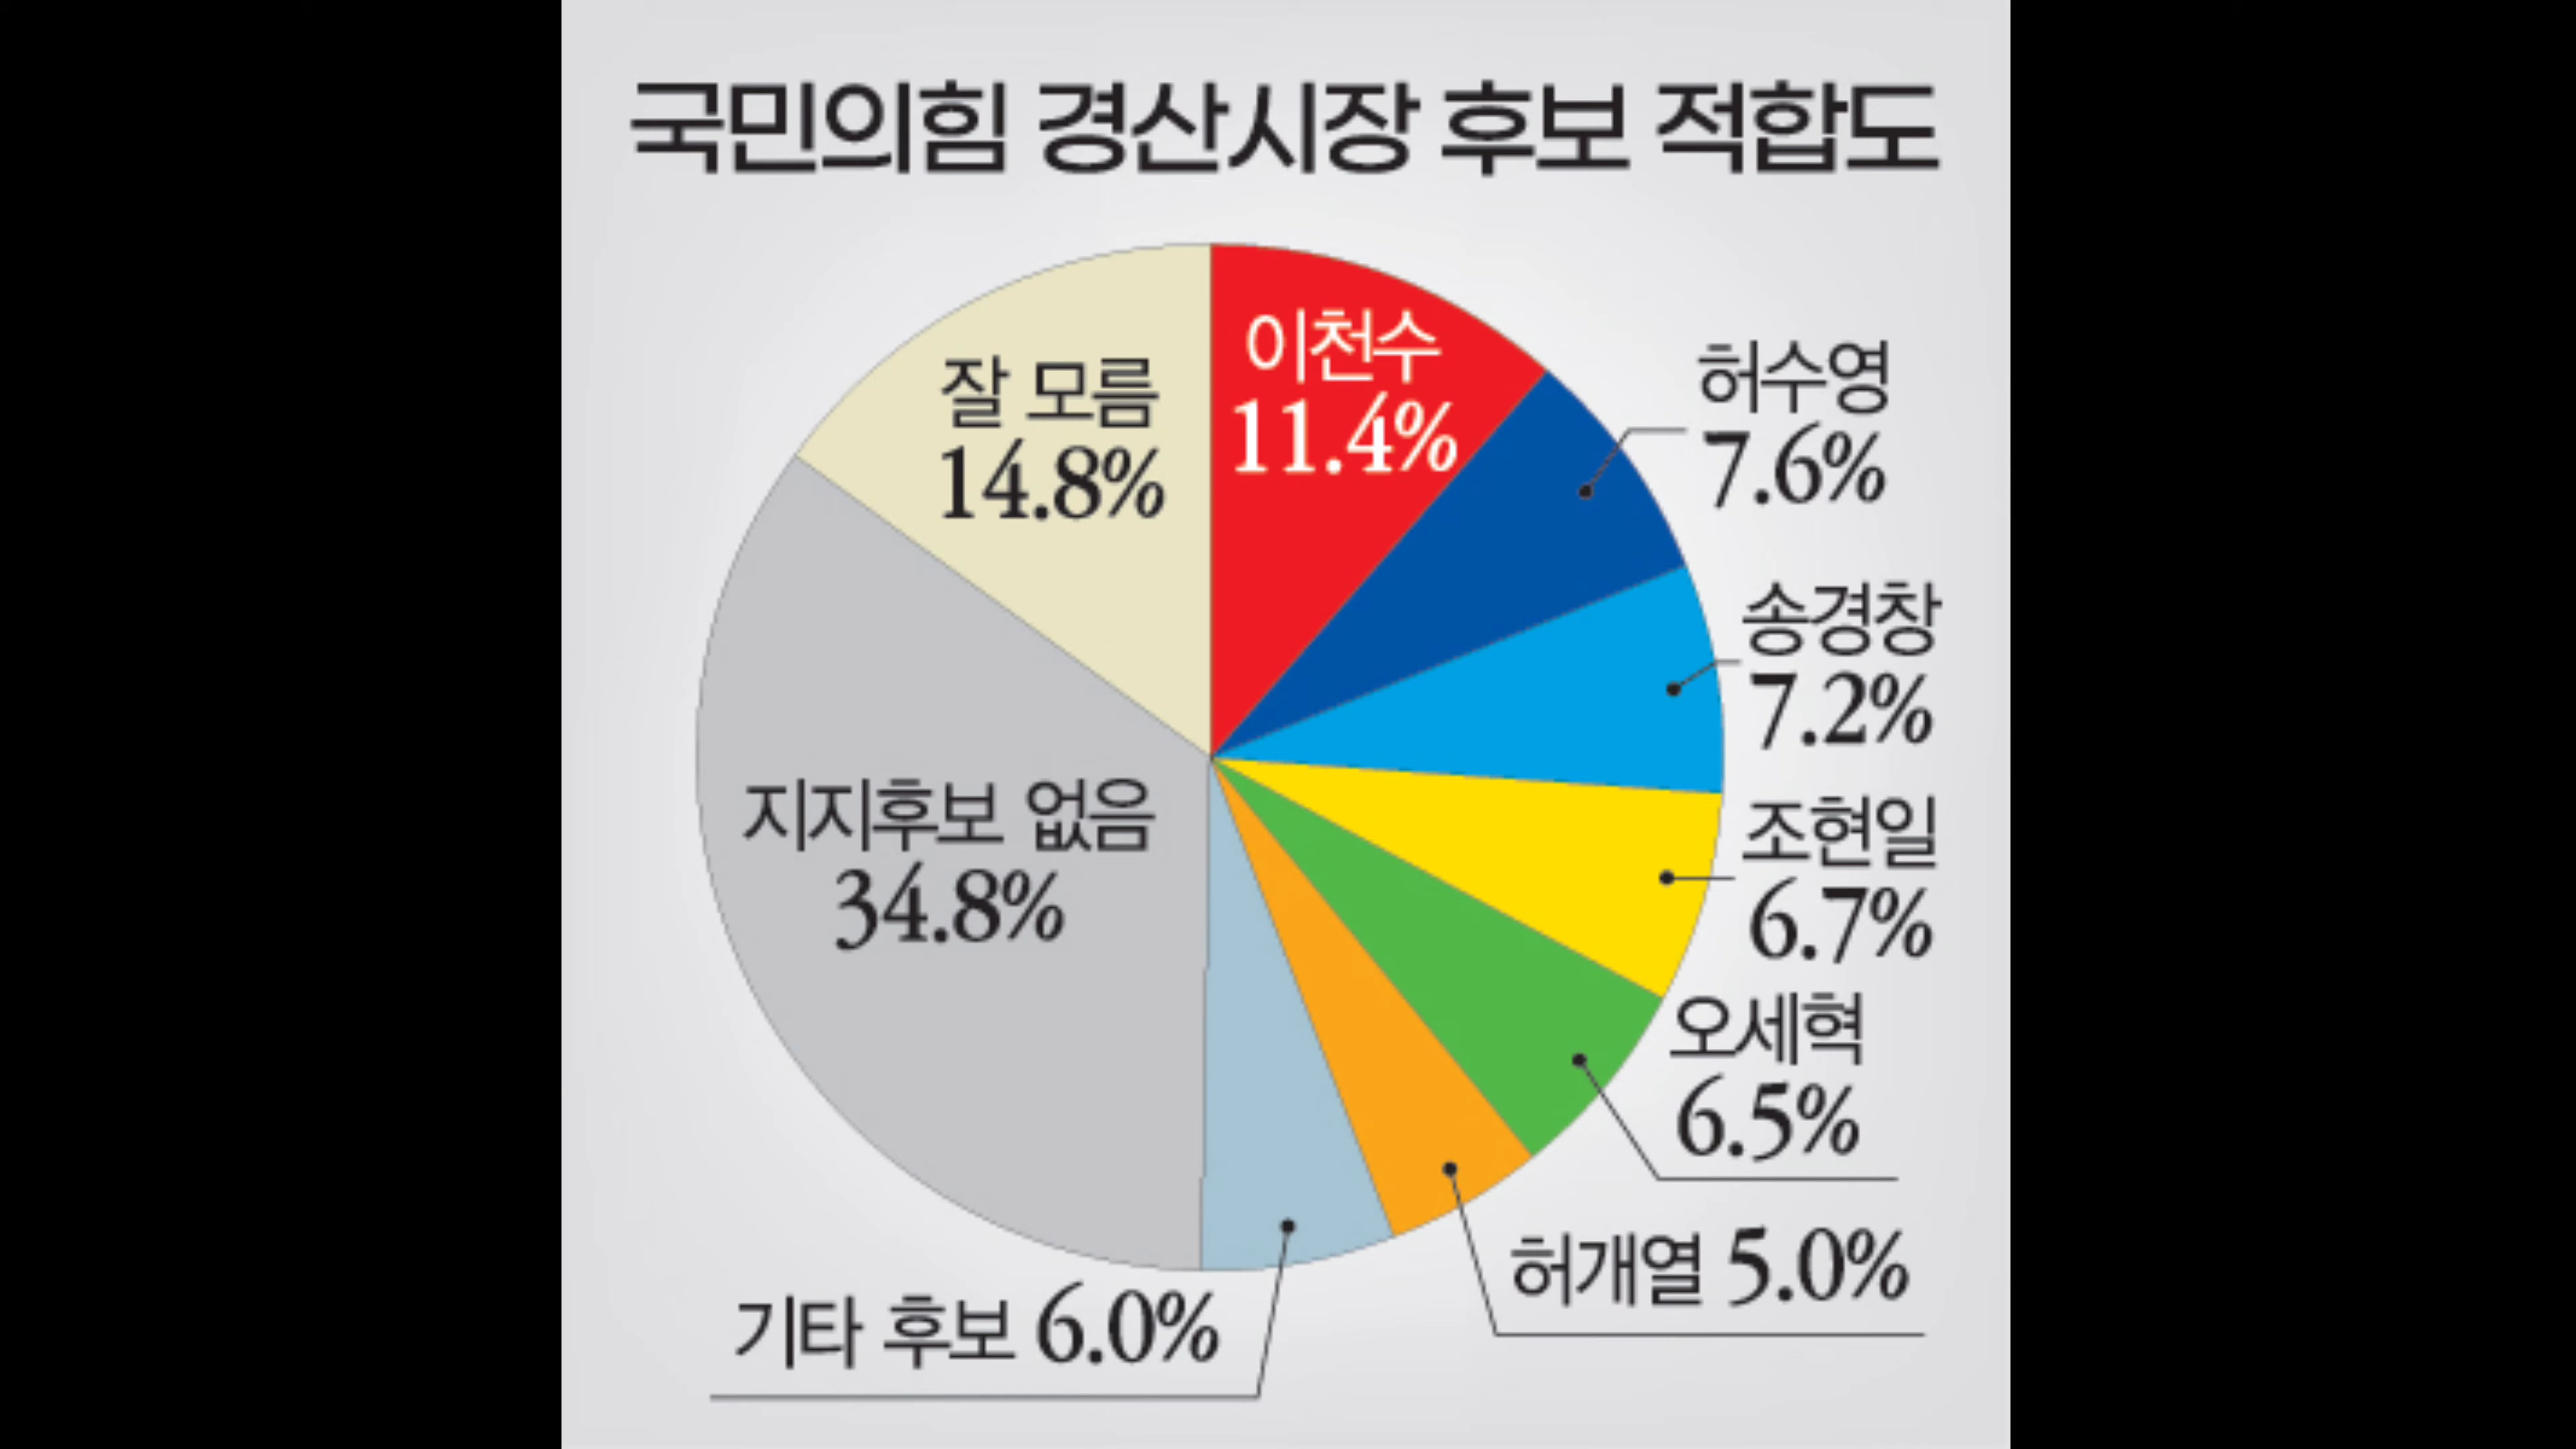 국민의힘 경산시장 후보 적합도
이천수
11.4%
허수영
7.6%
송경창
7.2%
조현일
6.7%
오세혁
6.5%
허개열 5.0%
기타 후보 6.0%
지지후보 없음
34.8%
잘 모름
14.8%